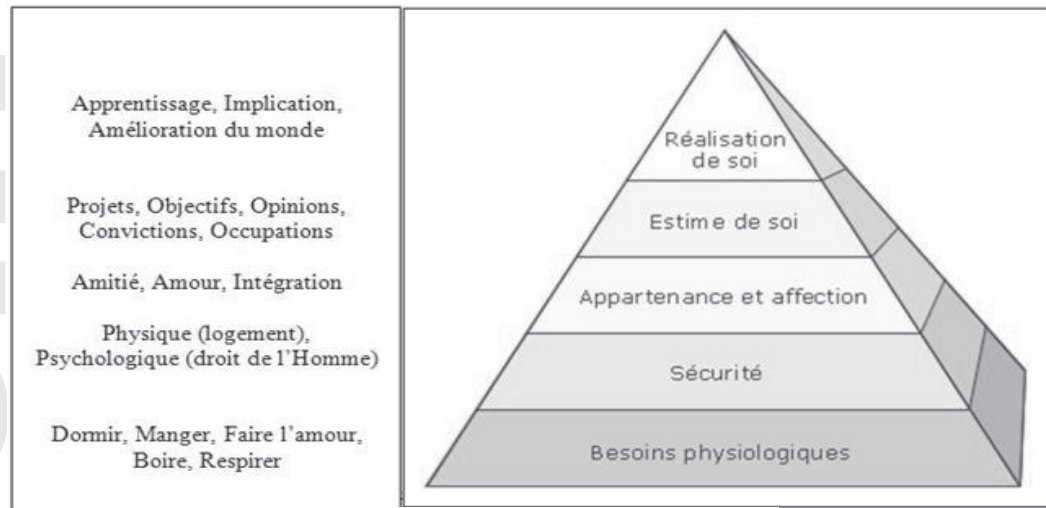 Apprentissage, Implication,
Amélioration du monde
Projets, Objectifs, Opinions,
Convictions, Occupations
Amitié, Amour, Intégration
Physique (logement),
Psychologique (droit de l'Homme)
Dormir, Manger, Faire l'amour,
Boire, Respirer
Réalisation
de soi
Estime de soi
Appartenance et affection
Sécurité
Besoins physiologiques